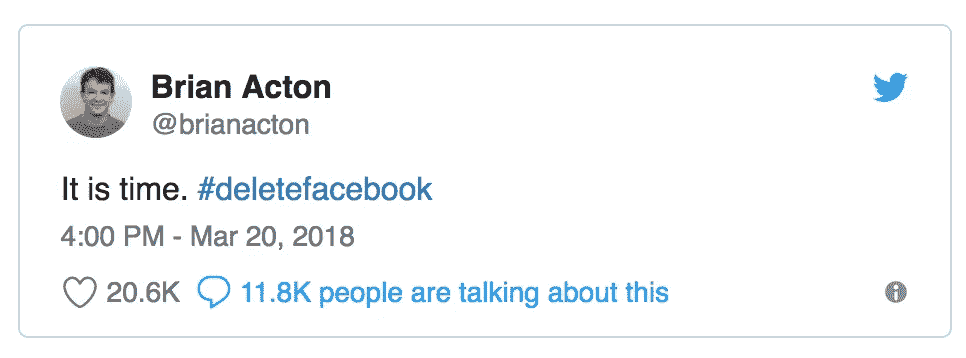 Brian Acton
@brianacton
It is time. #deletefacebook
4:00 PM - Mar 20, 2018
20.6K 11.8K people are talking about this